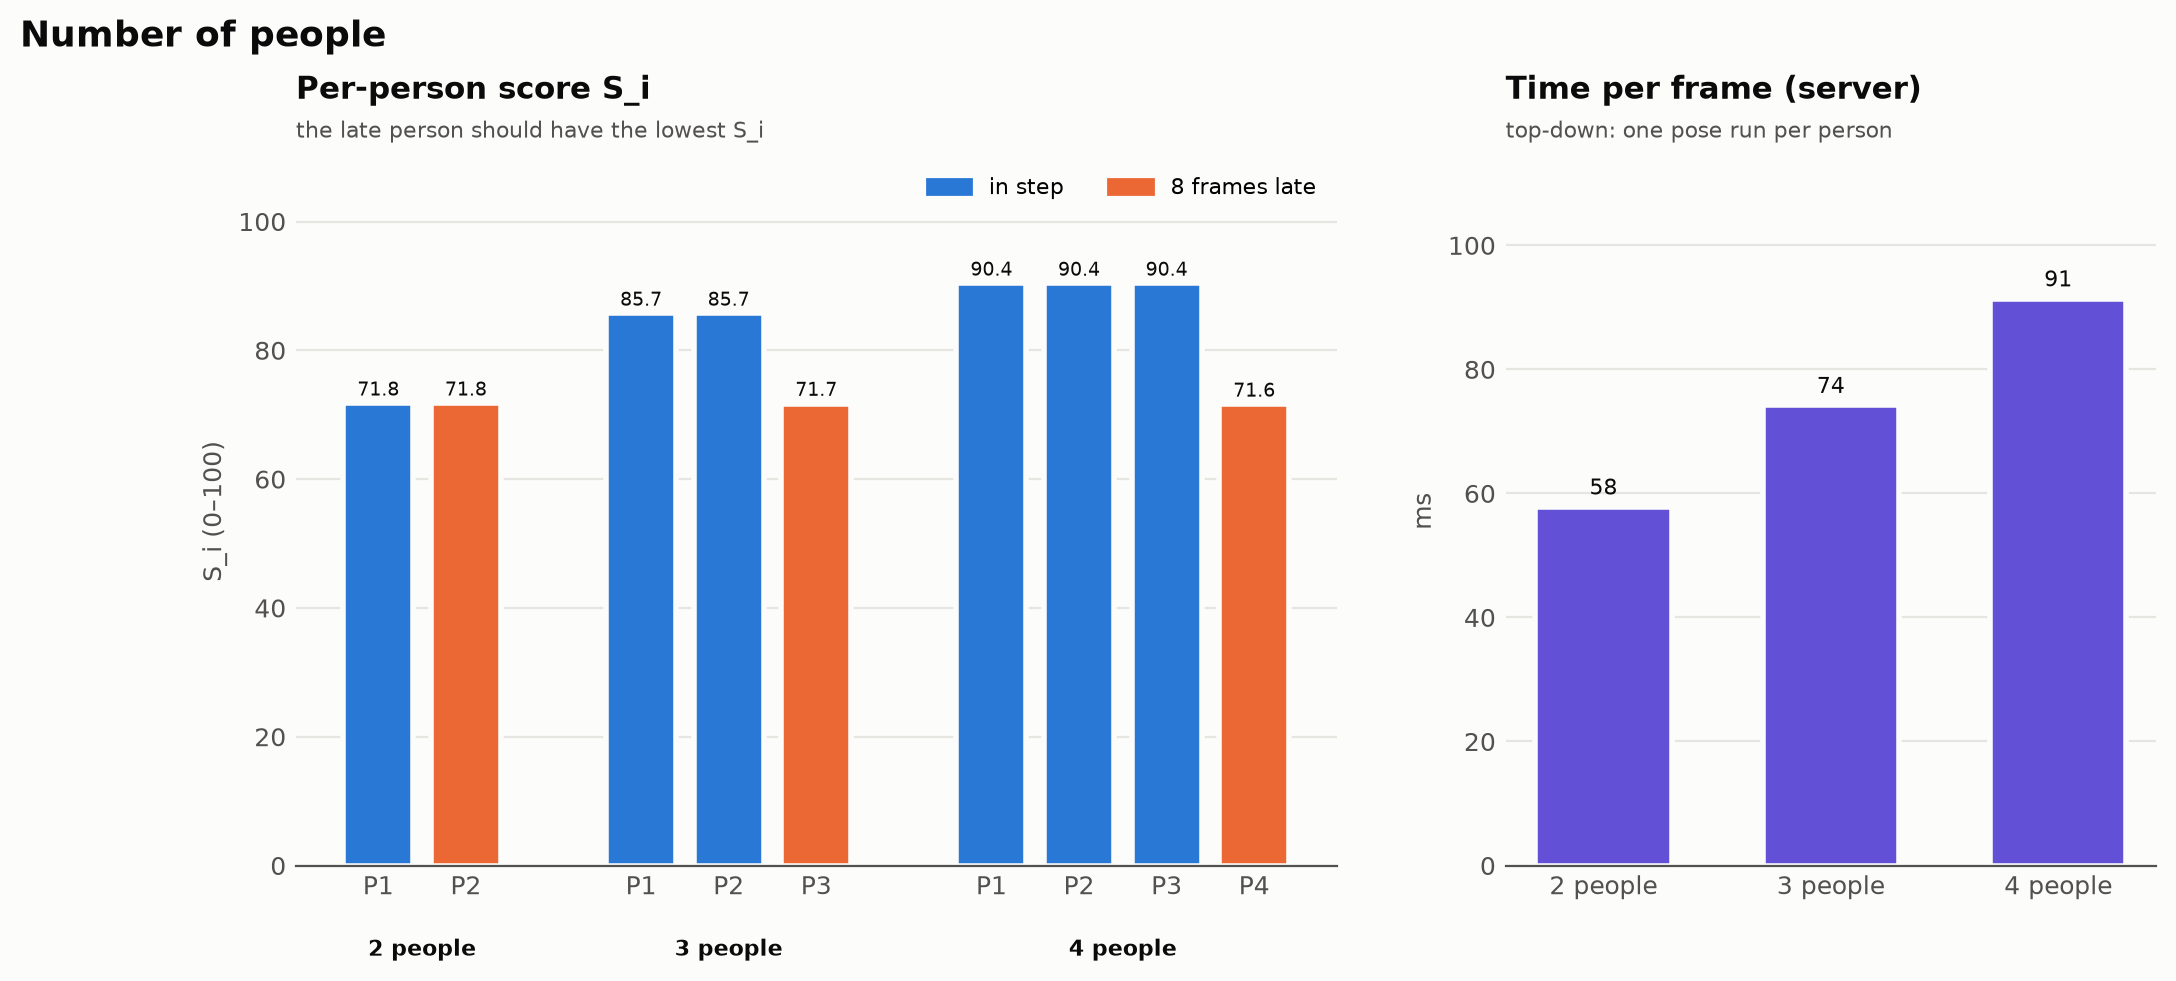 Number of people
Per-person score S_i
the late person should have the lowest S_i
in step
8 frames late
S_i (0–100)
100
80
60
40
20
0
71.8
71.8
85.7
85.7
71.7
90.4
90.4
90.4
71.6
P1
P2
P1
P2
P3
P1
P2
P3
P4
2 people
3 people
4 people
Time per frame (server)
top-down: one pose run per person
ms
100
80
60
40
20
0
58
74
91
2 people
3 people
4 people